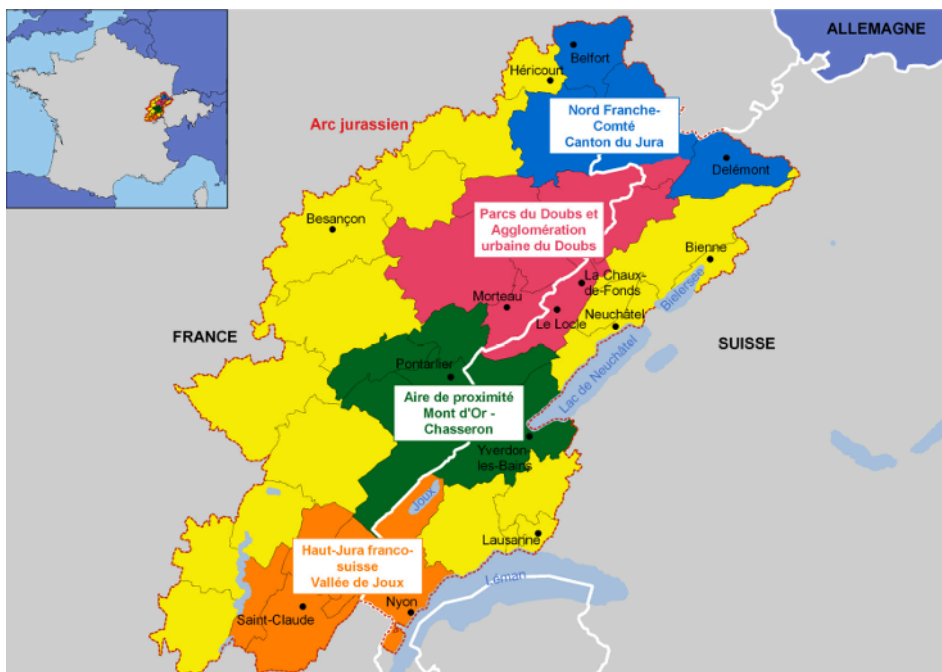 ALLEMAGNE
Belfort
Héricourt
Arc jurassien
Nord Franche-
Comté
Canton du Jura
Delémont
Besançon
Parcs du Doubs et
Agglomération
urbaine du Doubs
Bienne
La Chaux-
de-Fonds
Bielersee
Morteau
Le Locle
Neuchâtel
FRANCE
SUISSE
Pontarlier
Lac de Neuchâtel
Aire de proximité
Mont d'Or -
Chasseron
Yverdon-
les-Bains
Joux
Lausanne
Haut-Jura franco-
suisse
Vallée de Joux
Léman
Nyon
Saint-Claude